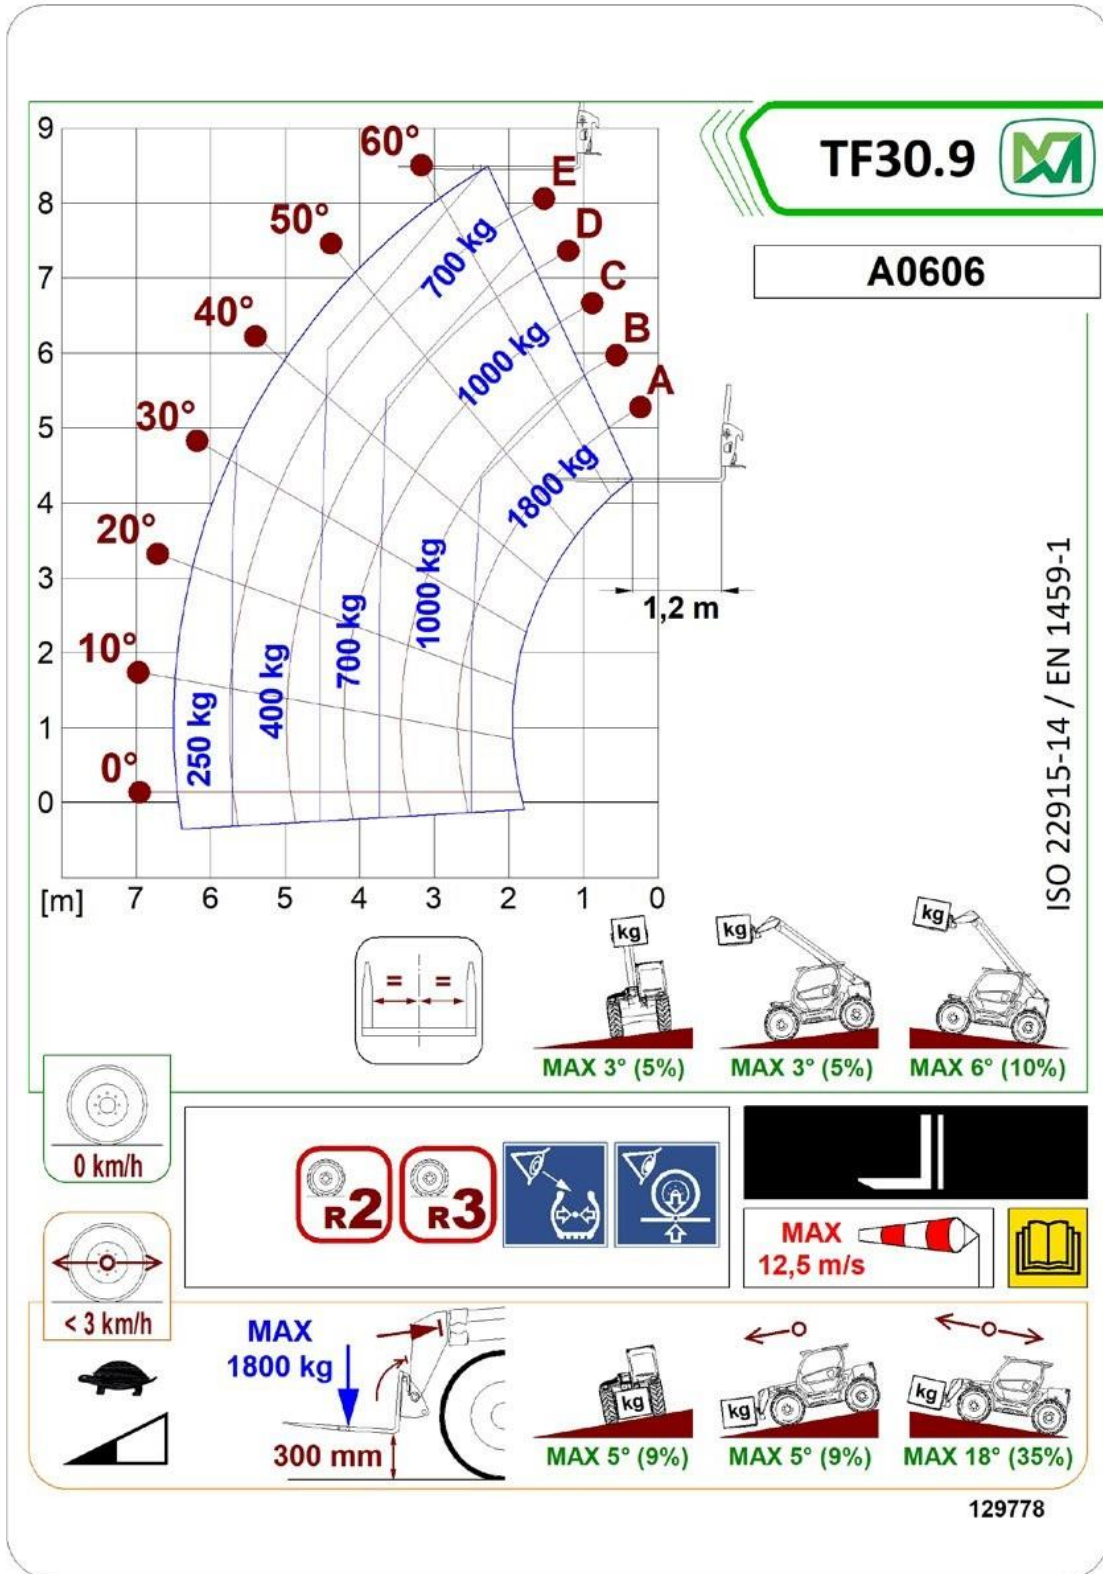 TF30.9
A0606
9
8
7
6
5
4
3
2
1
0
60°
50°
40°
30°
20°
10°
0°
E
D
C
B
A
700 kg
1000 kg
1800 kg
1000 kg
700 kg
400 kg
250 kg
1,2 m
[m] 7 6 5 4 3 2 1 0
ISO 22915-14 / EN 1459-1
= =
kg
kg
kg
MAX 3° (5%)
MAX 3° (5%)
MAX 6° (10%)
0 km/h
R2
R3
MAX
12,5 m/s
< 3 km/h
MAX
1800 kg
300 mm
kg
kg
kg
MAX 5° (9%)
MAX 5° (9%)
MAX 18° (35%)
129778